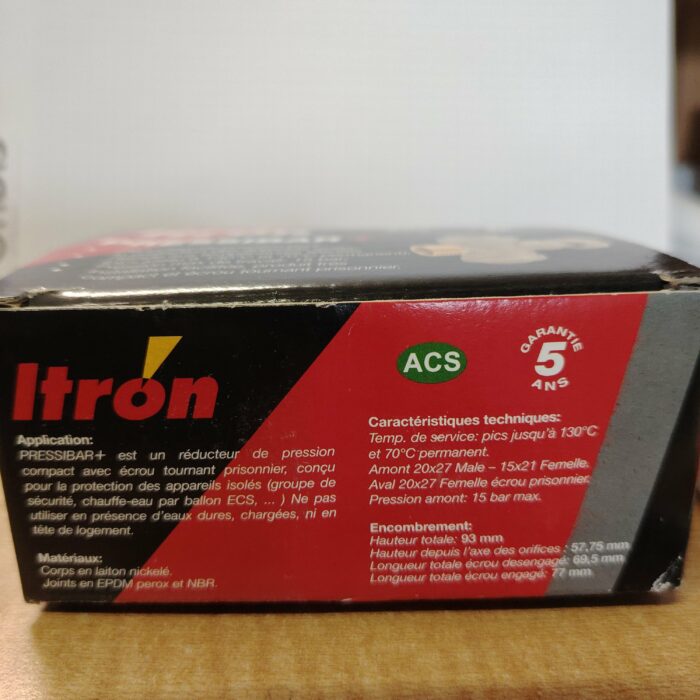 Itrón
ACS
GARANTIE
5
ANS
Application:
PRESSIBAR+ est un réducteur de pression
compact avec écrou tournant prisonnier, conçu
pour la protection des appareils isolés (groupe de
sécurité, chauffe-eau par ballon ECS, ... ) Ne pas
utiliser en présence d'eaux dures, chargées, ni en
tête de logement.
Matériaux:
Corps en laiton nickelé.
Joints en EPDM perox et NBR.
Caractéristiques techniques:
Temp. de service: pics jusqu'à 130°C
et 70°C permanent.
Amont 20x27 Male – 15x21 Femelle.
Aval 20x27 Femelle écrou prisonnier.
Pression amont: 15 bar max.
Encombrement:
Hauteur totale: 93 mm
Hauteur depuis l'axe des orifices : 57,75 mm
Longueur totale écrou desengagé: 69,5 mm
Longueur totale écrou engagé: 77 mm